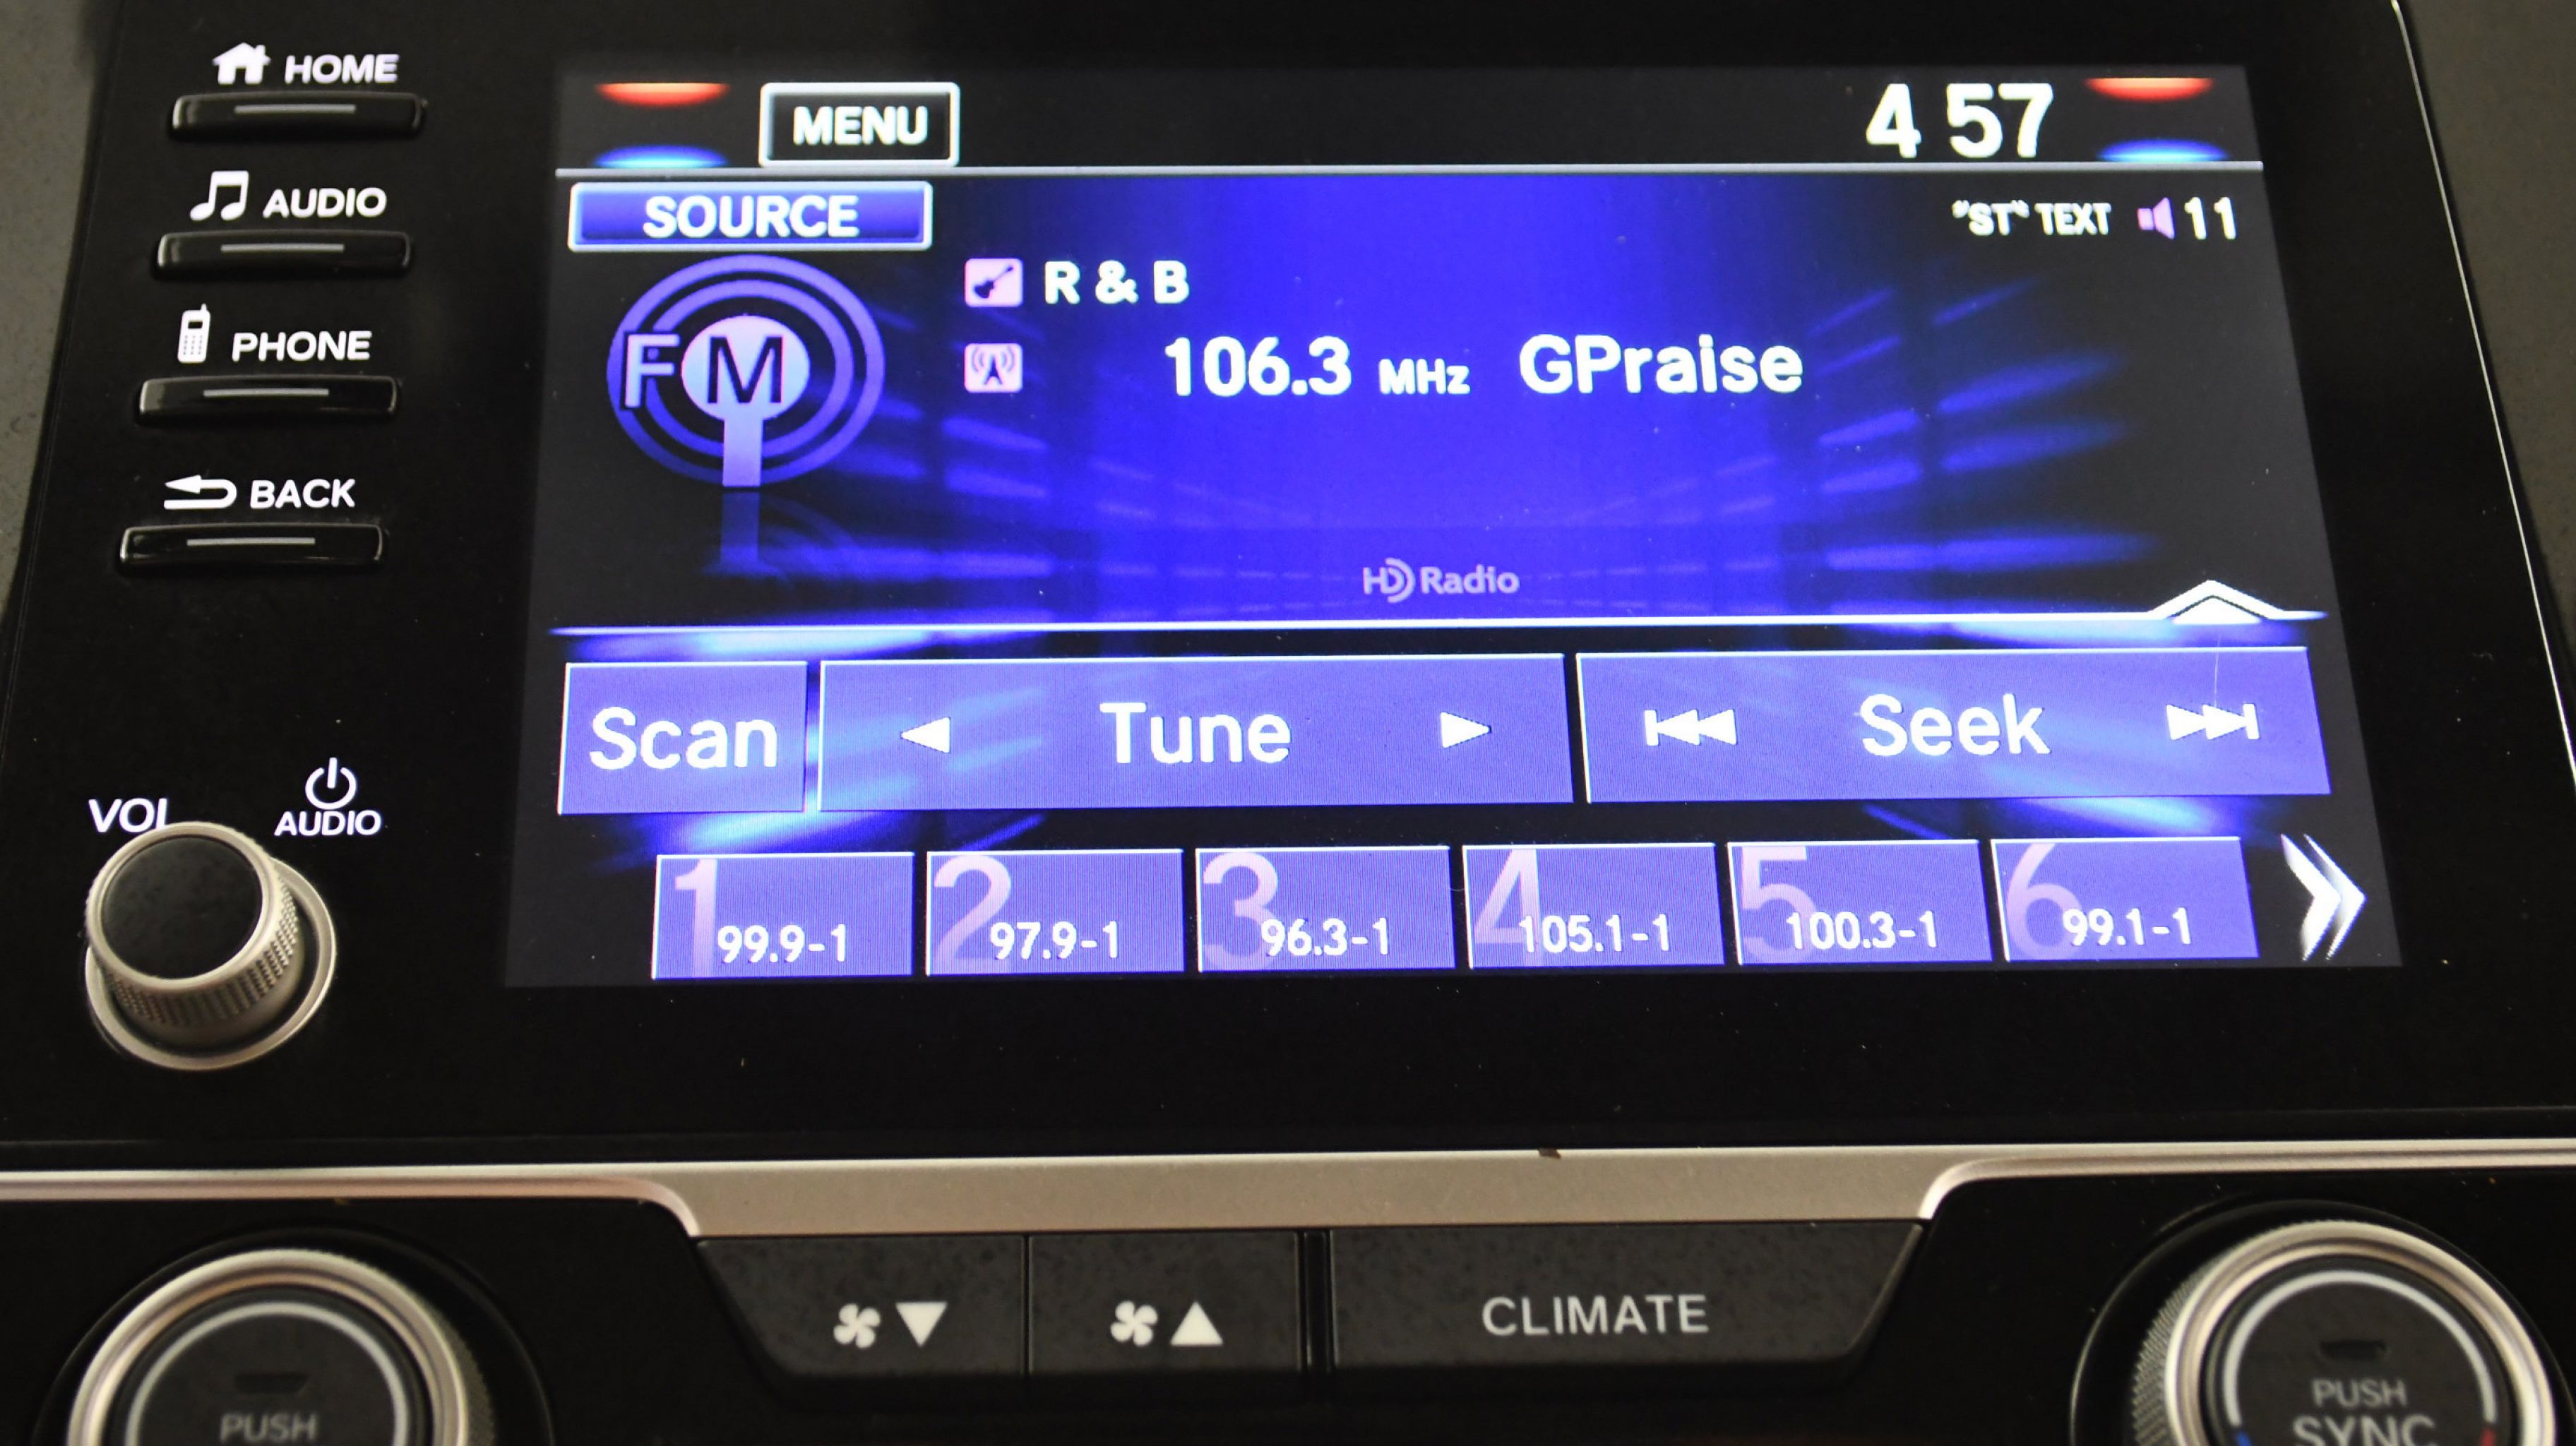 HOME
MENU
4 57
AUDIO
SOURCE
"ST" TEXT 11
R & B
FM
106.3 MHz GPraise
PHONE
BACK
HD Radio
Scan Tune Seek
VOL
AUDIO
1 99.9-1
2 97.9-1
3 96.3-1
4 105.1-1
5 100.3-1
6 99.1-1
CLIMATE
PUSH
PUSH
SYNC